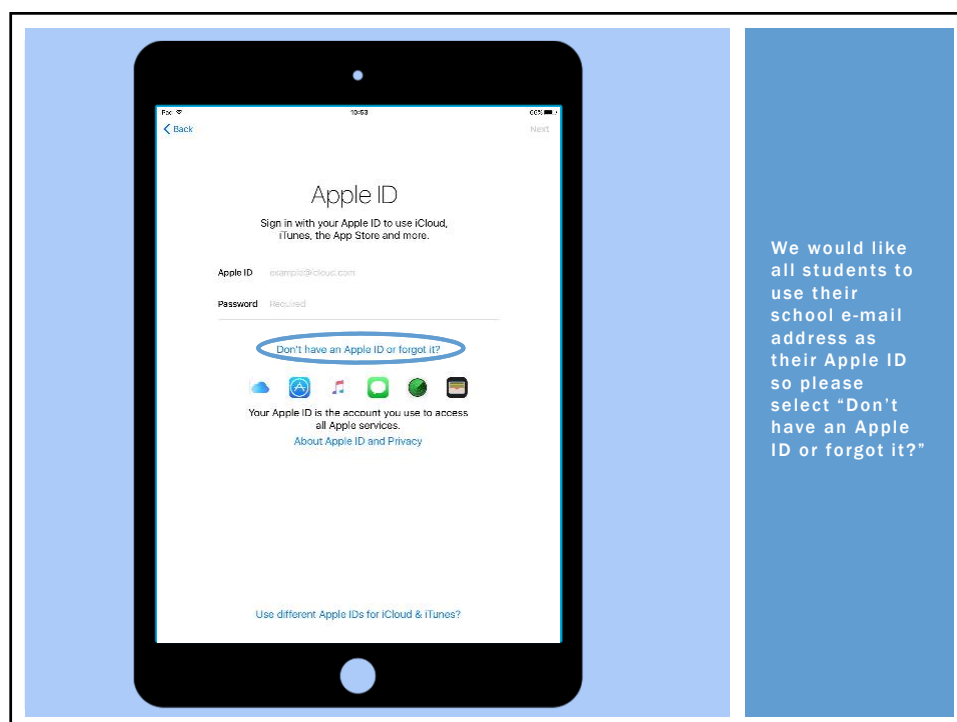 10:53
66%
Back
Next
Apple ID
Sign in with your Apple ID to use iCloud,
iTunes, the App Store and more.
Apple ID example@icloud.com
Password Required
Don't have an Apple ID or forgot it?
Your Apple ID is the account you use to access
all Apple services.
About Apple ID and Privacy
Use different Apple IDs for iCloud & iTunes?
We would like
all students to
use their
school e-mail
address as
their Apple ID
so please
select “Don’t
have an Apple
ID or forgot it?”